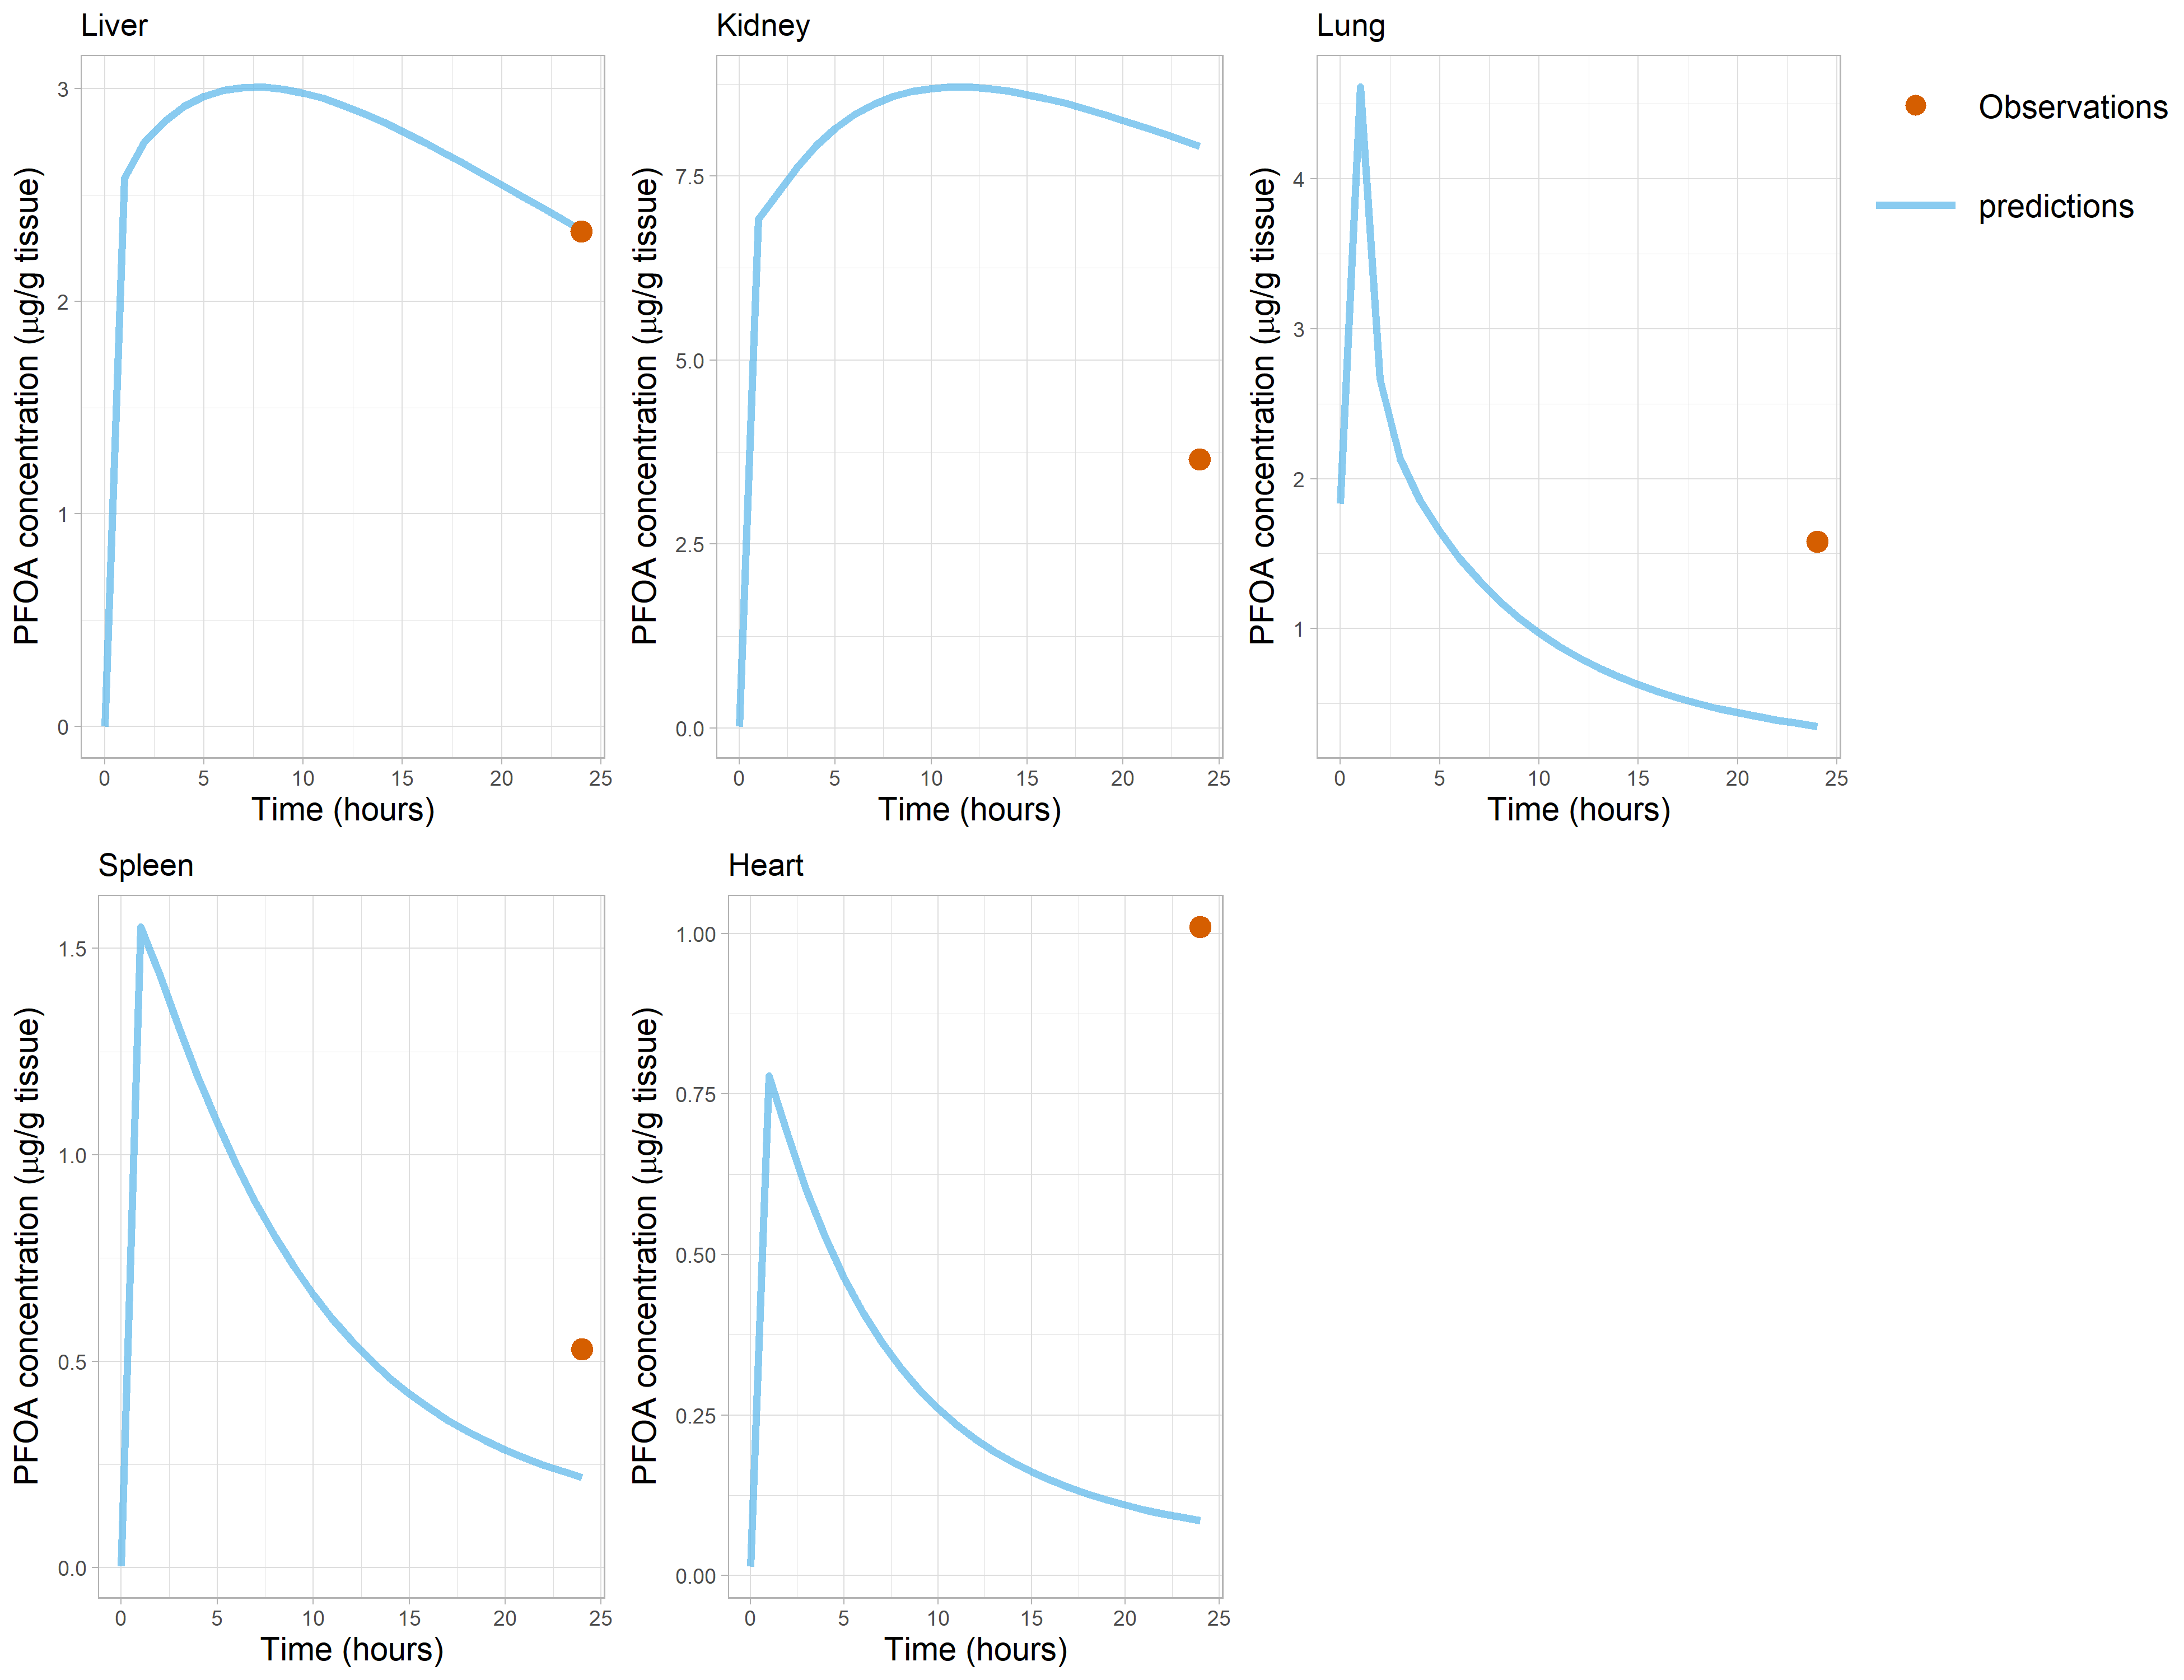 Liver
PFOA concentration (μg/g tissue)
3
2
1
0
0 5 10 15 20 25
Time (hours)
Kidney
PFOA concentration (μg/g tissue)
7.5
5.0
2.5
0.0
0 5 10 15 20 25
Time (hours)
Lung
PFOA concentration (μg/g tissue)
4
3
2
1
0 5 10 15 20 25
Time (hours)
Observations
predictions
Spleen
PFOA concentration (μg/g tissue)
1.5
1.0
0.5
0.0
0 5 10 15 20 25
Time (hours)
Heart
PFOA concentration (μg/g tissue)
1.00
0.75
0.50
0.25
0.00
0 5 10 15 20 25
Time (hours)